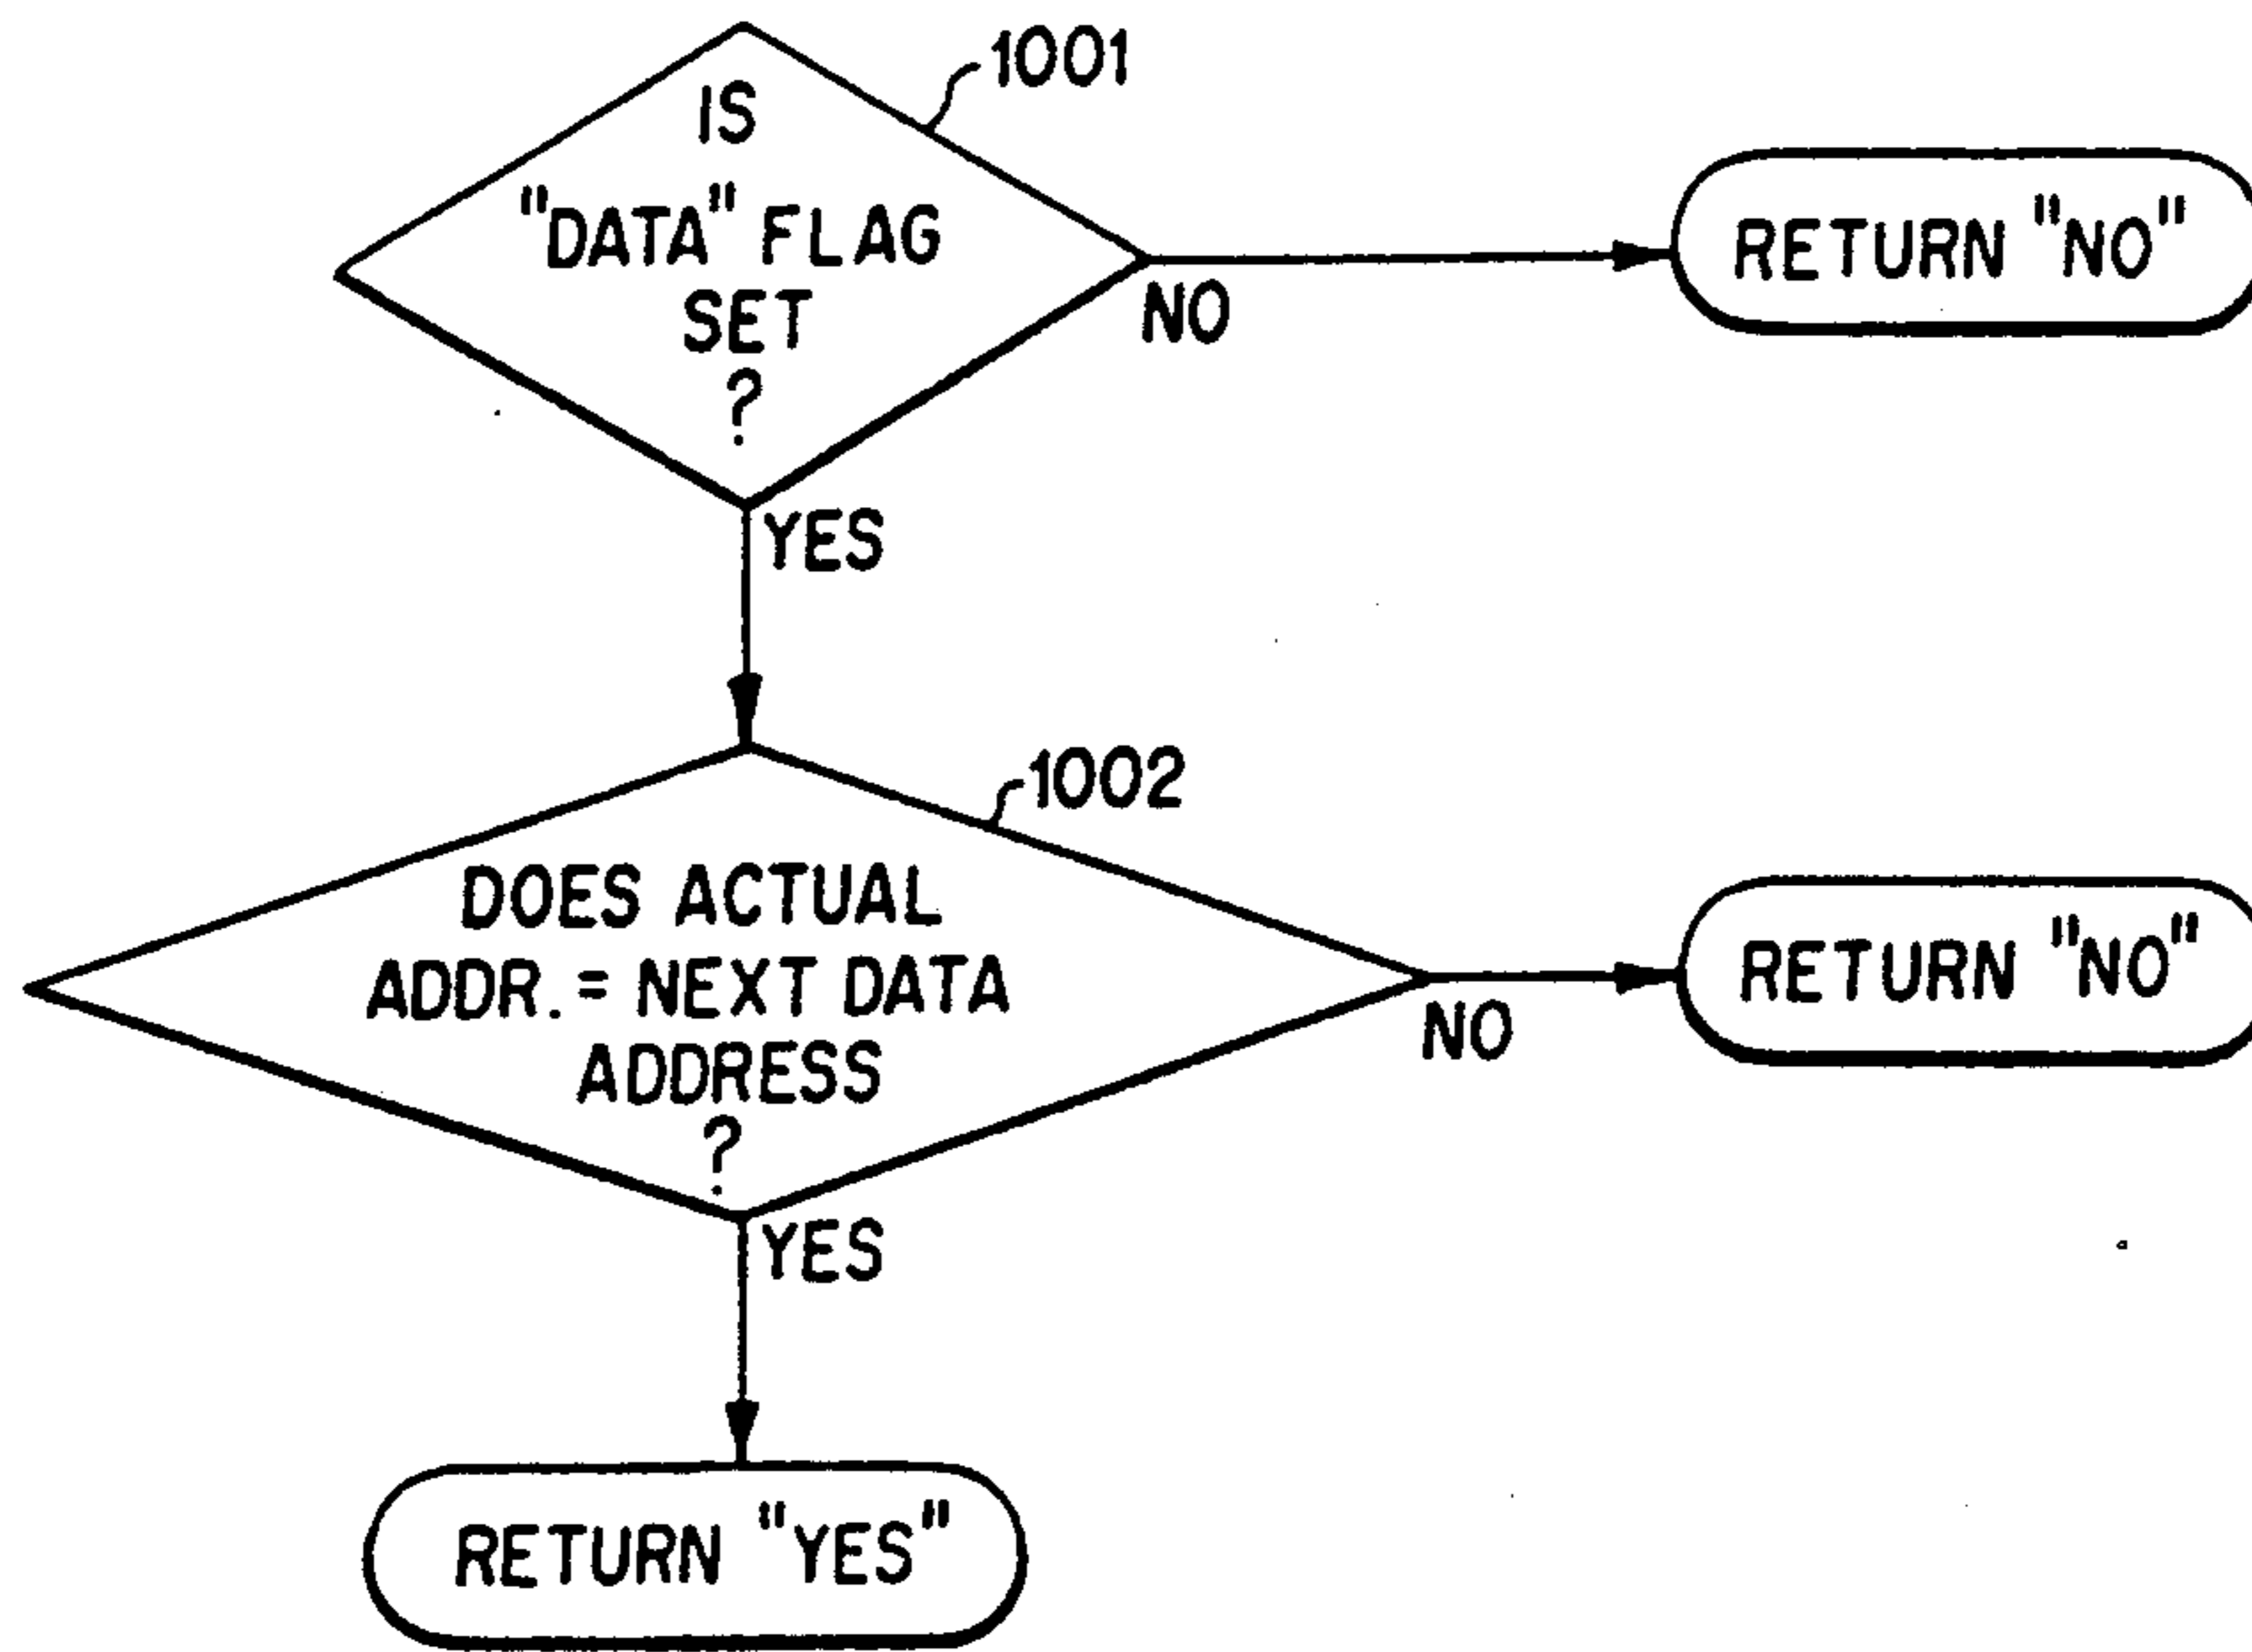 1001
IS
"DATA" FLAG
SET
?
NO
RETURN "NO"
YES
1002
DOES ACTUAL
ADDR. = NEXT DATA
ADDRESS
?
NO
RETURN "NO"
YES
RETURN "YES"